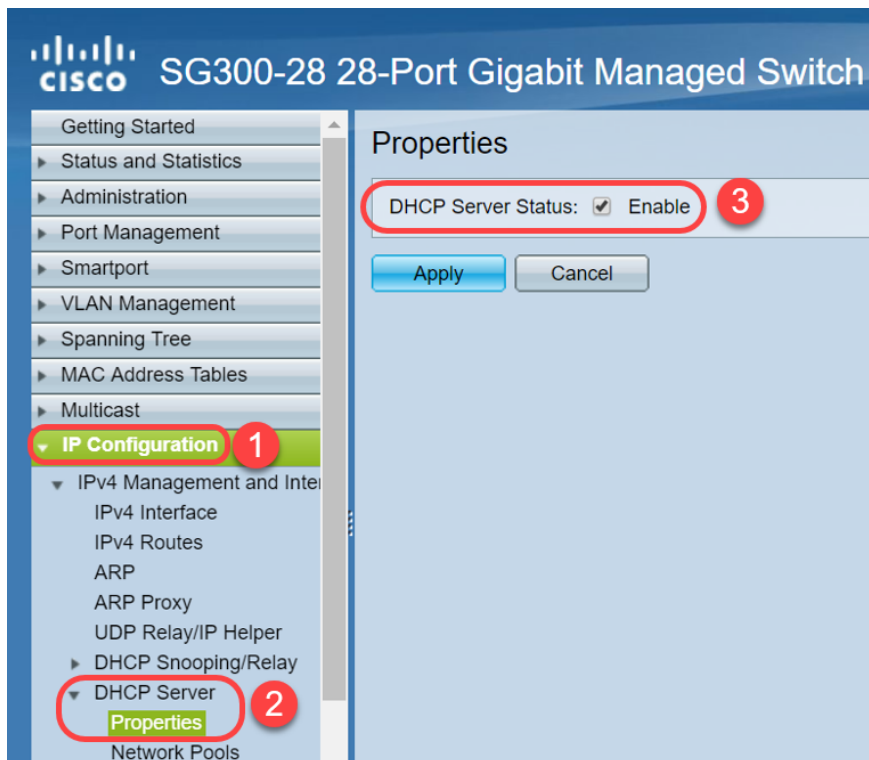 CISCO SG300-28 28-Port Gigabit Managed Switch
Getting Started
Status and Statistics
Administration
Port Management
Smartport
VLAN Management
Spanning Tree
MAC Address Tables
Multicast
IP Configuration 1
IPv4 Management and Inter
IPv4 Interface
IPv4 Routes
ARP
ARP Proxy
UDP Relay/IP Helper
DHCP Snooping/Relay
DHCP Server
2
Properties
Network Pools
Properties
DHCP Server Status: Enable 3
Apply Cancel